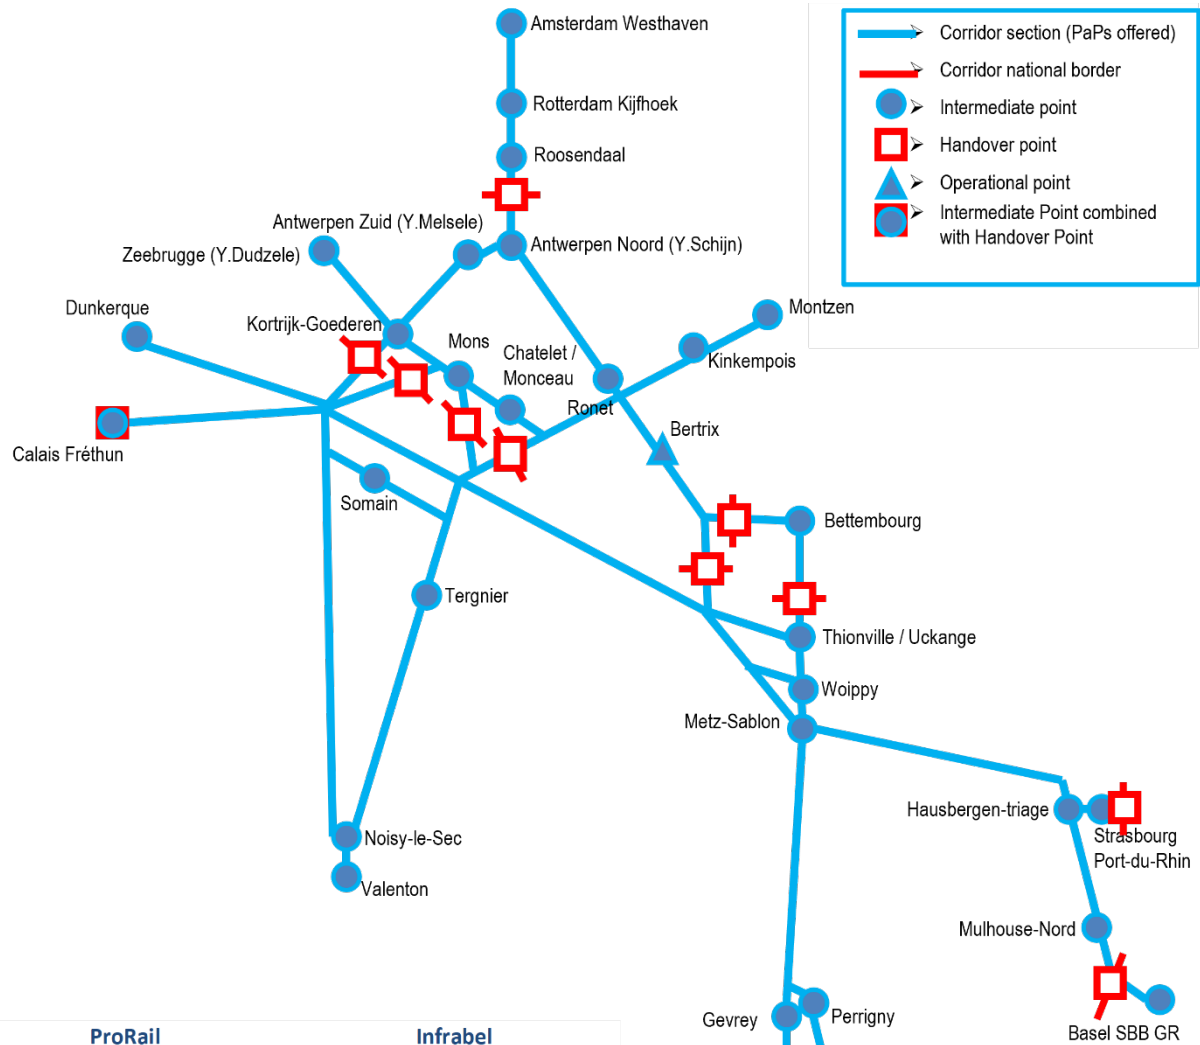 Amsterdam Westhaven
Rotterdam Kijfhoek
Roosendaal
Antwerpen Zuid (Y.Melsele)
Antwerpen Noord (Y.Schijn)
Zeebrugge (Y.Dudzele)
Dunkerque
Kortrijk-Goederen
Mons
Chatelet /
Monceau
Montzen
Kinkempois
Ronet
Bertrix
Calais Fréthun
Somain
Bettembourg
Tergnier
Thionville / Uckange
Woippy
Metz-Sablon
Hausbergen-triage
Strasbourg
Port-du-Rhin
Noisy-le-Sec
Valenton
Mulhouse-Nord
Gevrey
Perrigny
Basel SBB GR
ProRail
Infrabel
Corridor section (PaPs offered)
Corridor national border
Intermediate point
Handover point
Operational point
Intermediate Point combined
with Handover Point